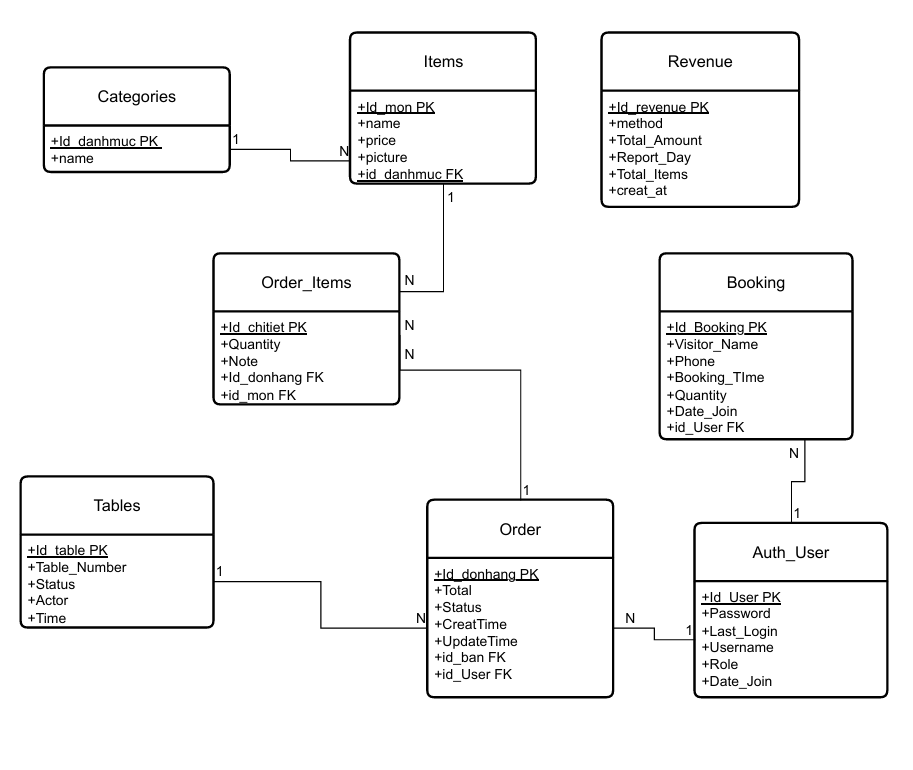 Categories
+Id_danhmuc PK
+name
1
N
Items
+Id_mon PK
+name
+price
+picture
+id_danhmuc FK
1
Revenue
+Id_revenue PK
+method
+Total_Amount
+Report_Day
+Total_Items
+creat_at
Order_Items
+Id_chitiet PK
+Quantity
+Note
+Id_donhang FK
+id_mon FK
N
N
N
1
Booking
+Id_Booking PK
+Visitor_Name
+Phone
+Booking_TIme
+Quantity
+Date_Join
+id_User FK
N
1
Tables
+Id_table PK
+Table_Number
+Status
+Actor
+Time
1
N
Order
+Id_donhang PK
+Total
+Status
+CreatTime
+UpdateTime
+id_ban FK
+id_User FK
N
1
Auth_User
+Id_User PK
+Password
+Last_Login
+Username
+Role
+Date_Join